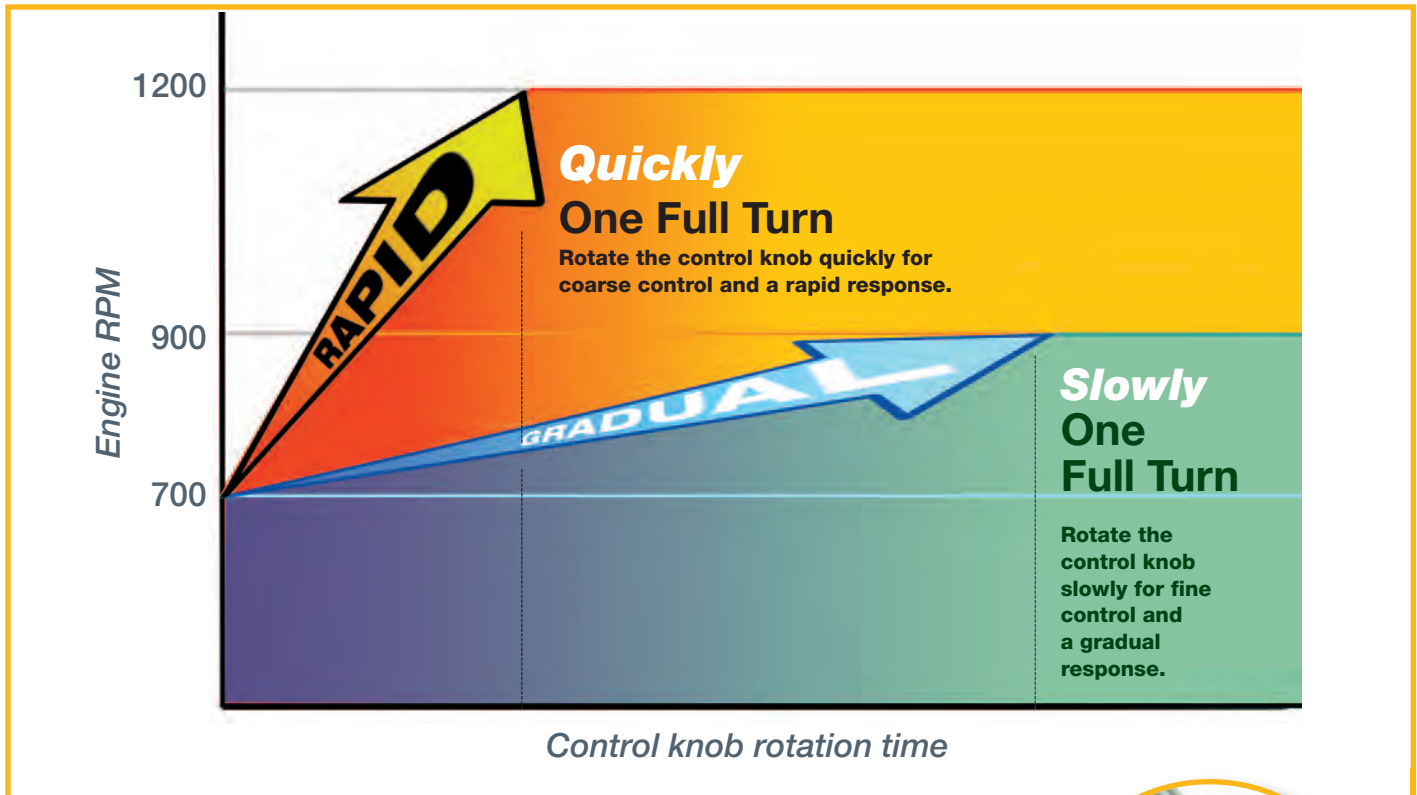 1200
RAPID
Quickly
One Full Turn
Rotate the control knob quickly for
coarse control and a rapid response.
Engine RPM
900
GRADUAL
Slowly
One
Full Turn
700
Rotate the
control knob
slowly for fine
control and
a gradual
response.
Control knob rotation time